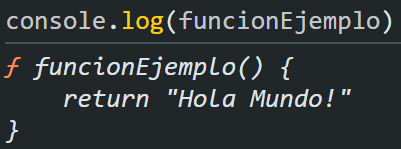 console.log(funcionEjemplo)
ƒ funcionEjemplo() {
    return "Hola Mundo!"
}